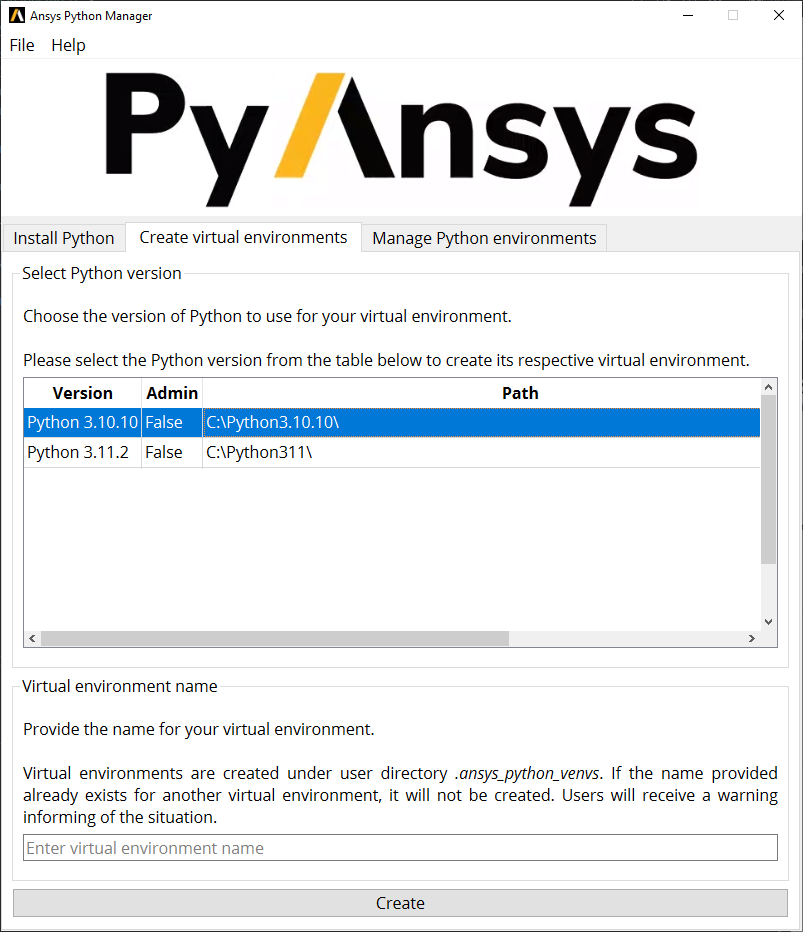 Ansys Python Manager
File Help
PyAnsys
Install Python Create virtual environments Manage Python environments
Select Python version
Choose the version of Python to use for your virtual environment.
Please select the Python version from the table below to create its respective virtual environment.
Version Admin Path
Python 3.10.10 False C:\Python3.10.10\
Python 3.11.2 False C:\Python311\
Virtual environment name
Provide the name for your virtual environment.
Virtual environments are created under user directory .ansys_python_venvs. If the name provided
already exists for another virtual environment, it will not be created. Users will receive a warning
informing of the situation.
Enter virtual environment name
Create